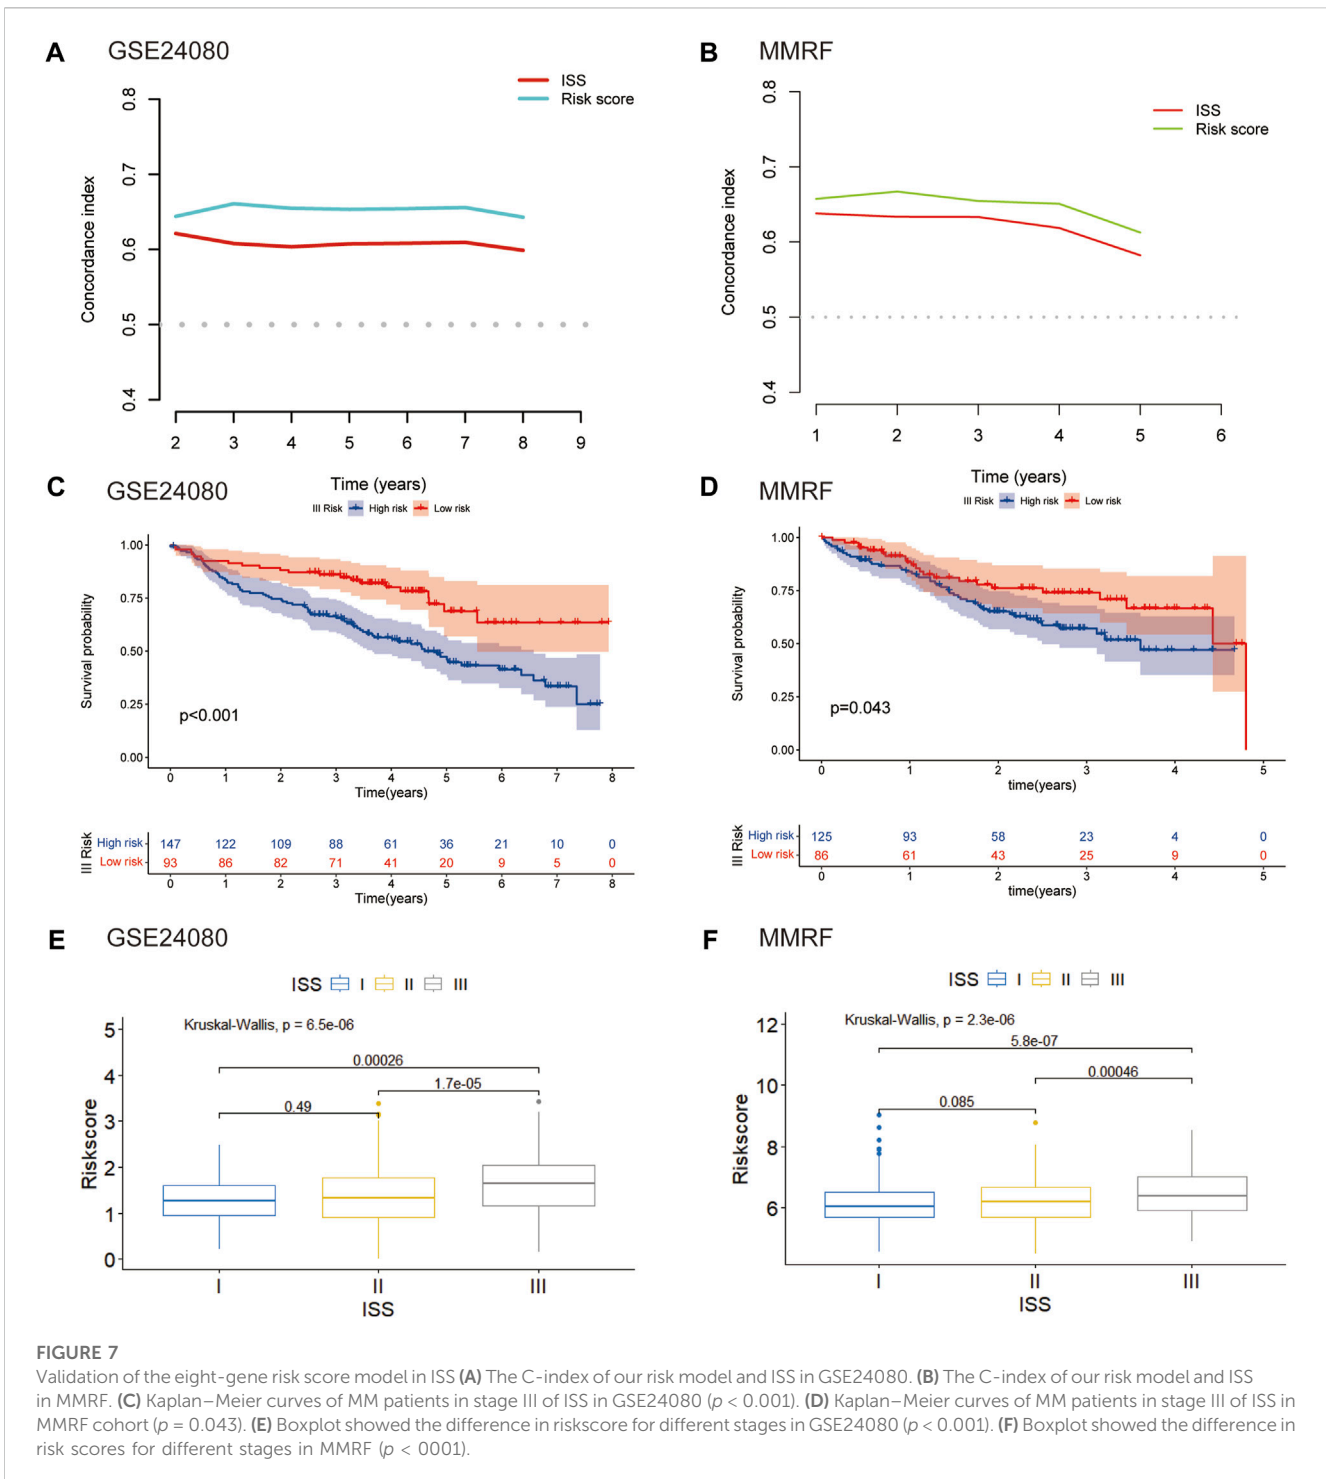 A GSE24080
ISS
Risk score
0.8
0.7
0.6
0.5
0.4
Concordance index
2 3 4 5 6 7 8 9
Time (years)
B MMRF
ISS
Risk score
0.8
0.7
0.6
0.5
0.4
Concordance index
1 2 3 4 5 6
Time (years)
C GSE24080
III Risk High risk Low risk
1.00
0.75
0.50
0.25
0.00
Survival probability
p<0.001
0 1 2 3 4 5 6 7 8
Time(years)
III Risk
High risk 147 122 109 88 61 36 21 10 0
Low risk 93 86 82 71 41 20 9 5 0
0 1 2 3 4 5 6 7 8
Time(years)
D MMRF
III Risk High risk Low risk
1.00
0.75
0.50
0.25
0.00
Survival probability
p=0.043
0 1 2 3 4 5
time(years)
III Risk
High risk 125 93 58 23 4 0
Low risk 86 61 43 25 9 0
0 1 2 3 4 5
time(years)
E GSE24080
ISS I II III
Kruskal-Wallis, p = 6.5e-06
0.00026
1.7e-05
0.49
5
4
3
2
1
0
Riskscore
I II III
ISS
F MMRF
ISS I II III
Kruskal-Wallis, p = 2.3e-06
5.8e-07
0.00046
0.085
12
10
8
6
Riskscore
I II III
ISS
FIGURE 7
Validation of the eight-gene risk score model in ISS (A) The C-index of our risk model and ISS in GSE24080. (B) The C-index of our risk model and ISS
in MMRF. (C) Kaplan–Meier curves of MM patients in stage III of ISS in GSE24080 (p < 0.001). (D) Kaplan–Meier curves of MM patients in stage III of ISS in
MMRF cohort (p = 0.043). (E) Boxplot showed the difference in riskscore for different stages in GSE24080 (p < 0.001). (F) Boxplot showed the difference in
risk scores for different stages in MMRF (p < 0001).